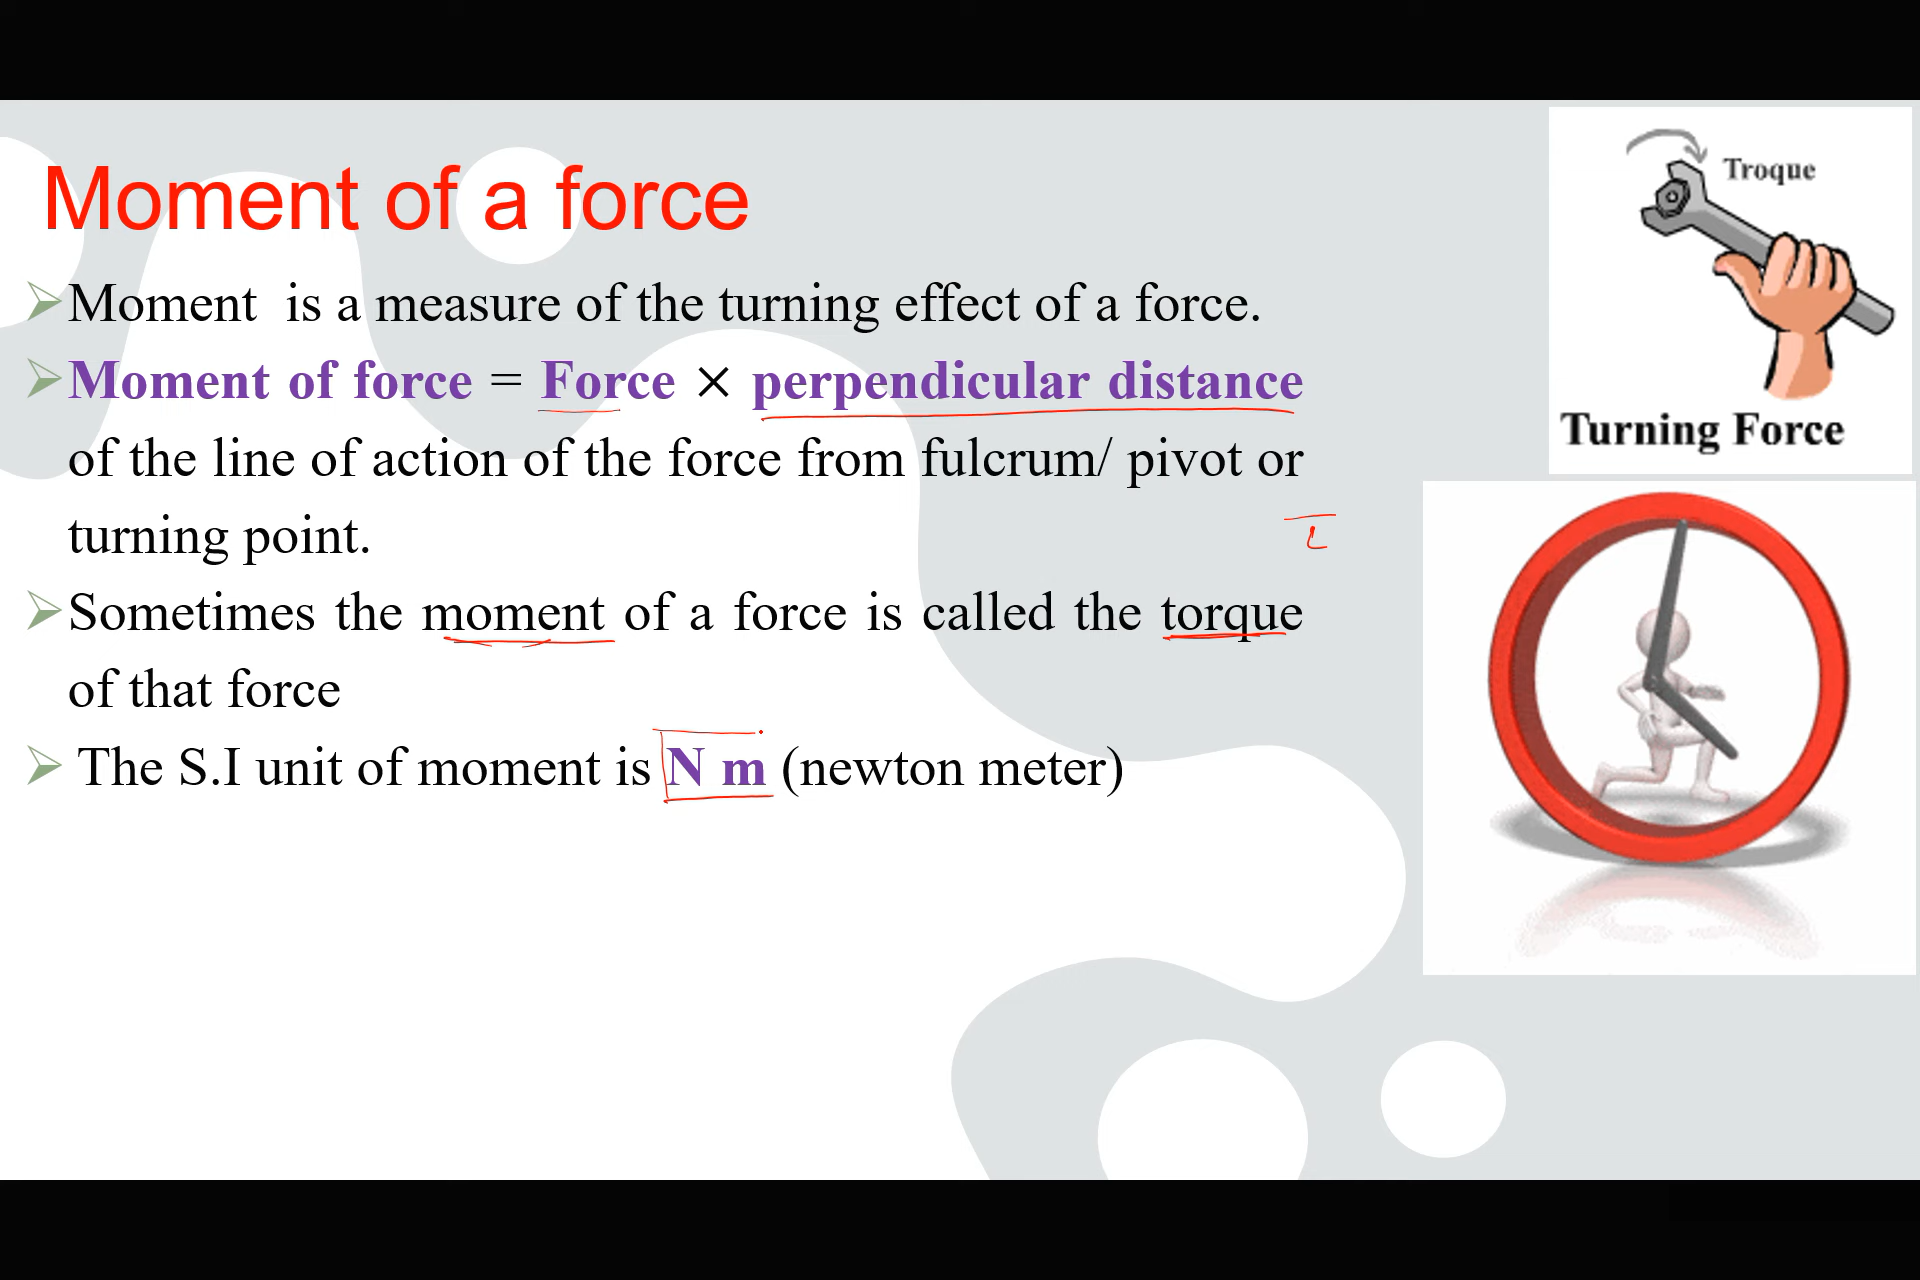 Moment of a force
Moment is a measure of the turning effect of a force.
Moment of force = Force × perpendicular distance
of the line of action of the force from fulcrum/ pivot or
turning point.
Sometimes the moment of a force is called the torque
of that force
The S.I unit of moment is N m (newton meter)
Troque
Turning Force